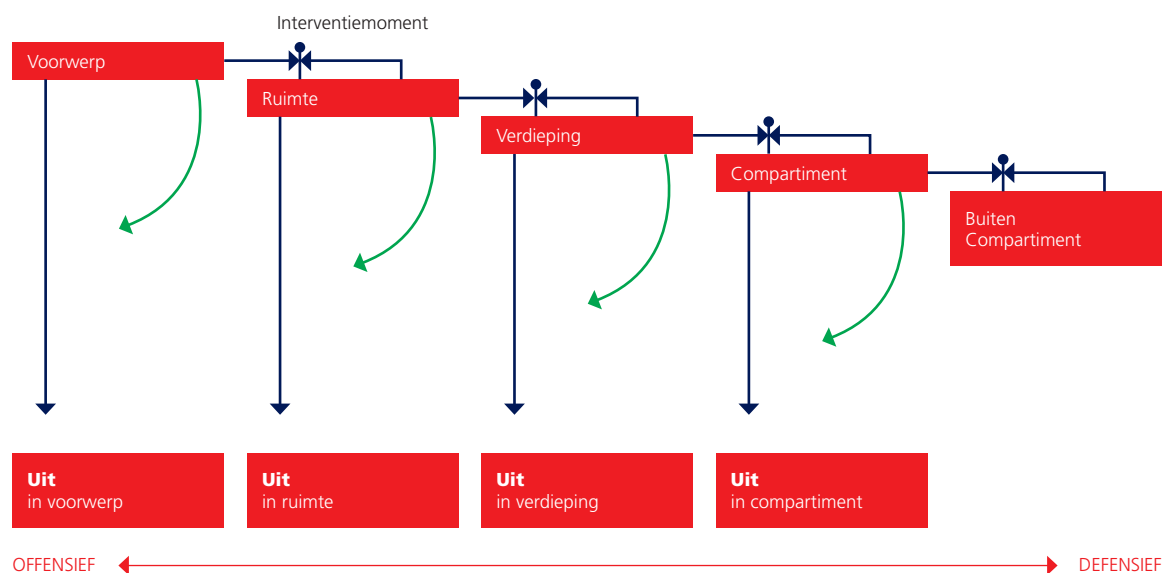 Interventiemoment
Voorwerp
Ruimte
Verdieping
Compartiment
Buiten
Compartiment
Uit
in voorwerp
Uit
in ruimte
Uit
in verdieping
Uit
in compartiment
OFFENSIEF
DEFENSIEF